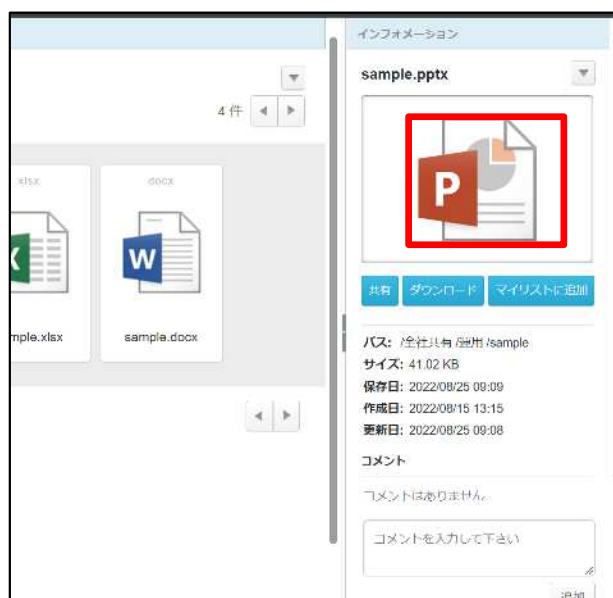 インフォメーション
sample.pptx
4 件
xlsx
docx
sample.docx
P
W
共有
ダウンロード
マイリストに追加
パス: /全社共有 /運用 /sample
サイズ: 41.02 KB
保存日: 2022/08/25 09:09
作成日: 2022/08/15 13:15
更新日: 2022/08/25 09:08
コメント
コメントはありません
コメントを入力して下さい
追加